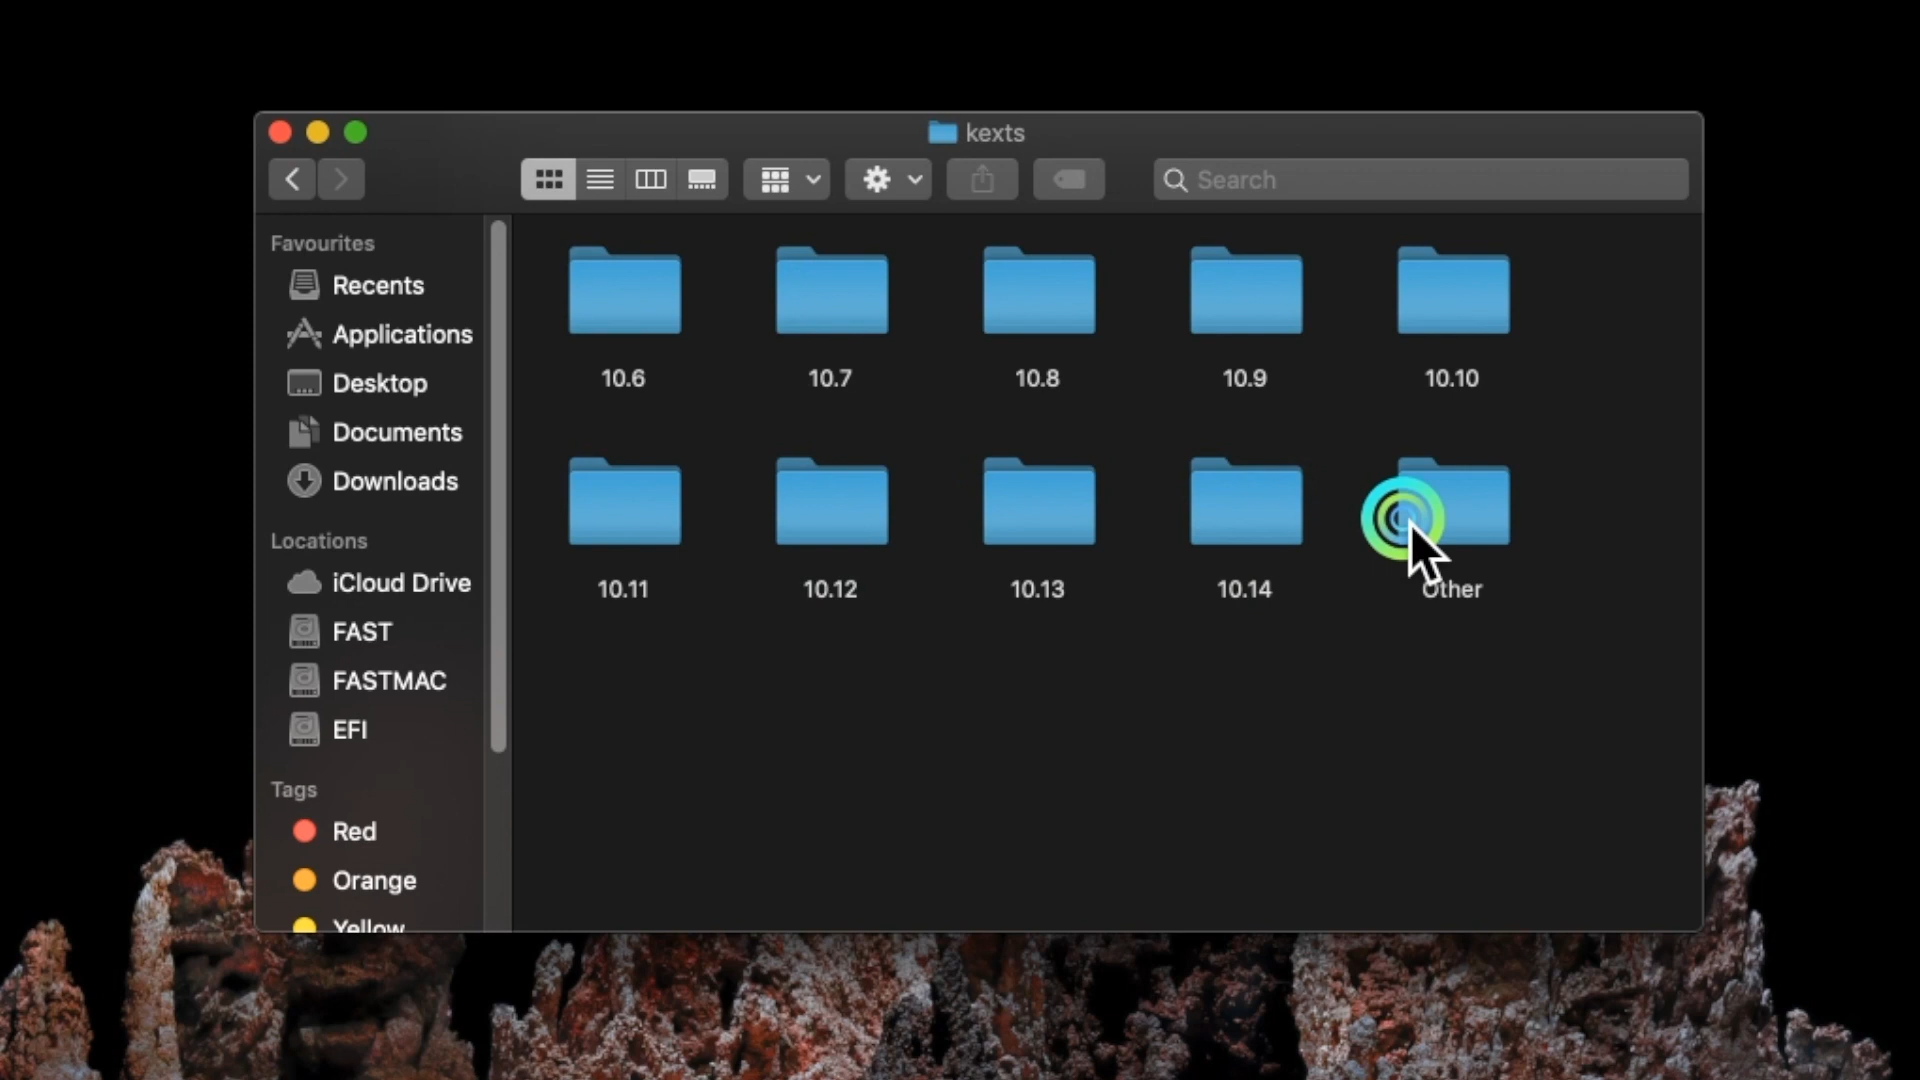 kexts
Search
Favourites
Recents
Applications
Desktop
Documents
Downloads
Locations
iCloud Drive
FAST
FASTMAC
EFI
Tags
Red
Orange
Yellow
10.6
10.7
10.8
10.9
10.10
10.11
10.12
10.13
10.14
Other